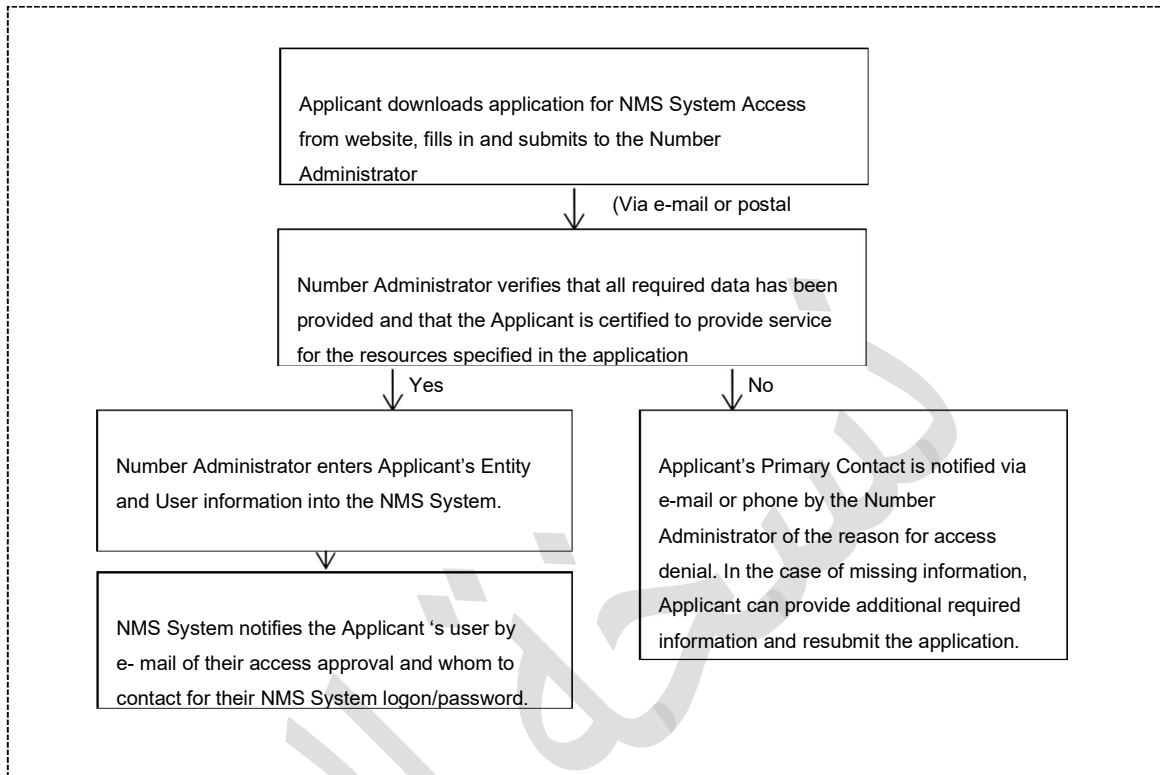 Applicant downloads application for NMS System Access
from website, fills in and submits to the Number
Administrator
(Via e-mail or postal
Number Administrator verifies that all required data has been
provided and that the Applicant is certified to provide service
for the resources specified in the application
Yes
No
Number Administrator enters Applicant’s Entity
and User information into the NMS System.
NMS System notifies the Applicant ‘s user by
e- mail of their access approval and whom to
contact for their NMS System logon/password.
Applicant’s Primary Contact is notified via
e-mail or phone by the Number
Administrator of the reason for access
denial. In the case of missing information,
Applicant can provide additional required
information and resubmit the application.
نسخة